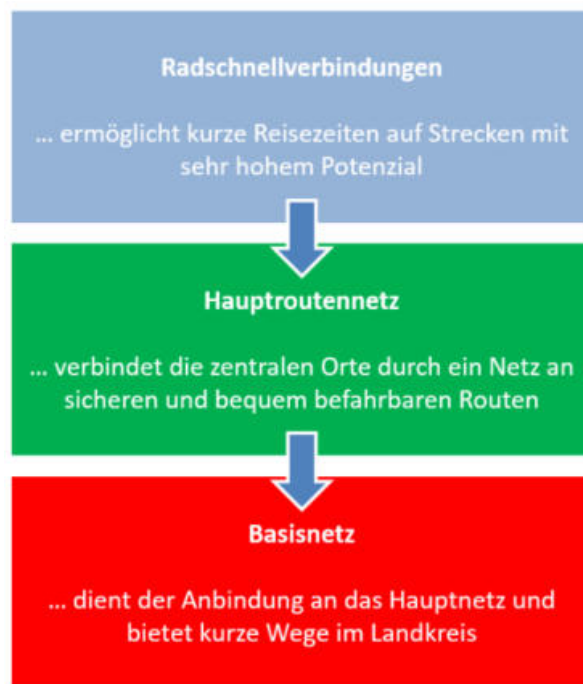 Radschnellverbindungen
... ermöglicht kurze Reisezeiten auf Strecken mit
sehr hohem Potenzial
Hauptroutennetz
... verbindet die zentralen Orte durch ein Netz an
sicheren und bequem befahrbaren Routen
Basisnetz
... dient der Anbindung an das Hauptnetz und
bietet kurze Wege im Landkreis